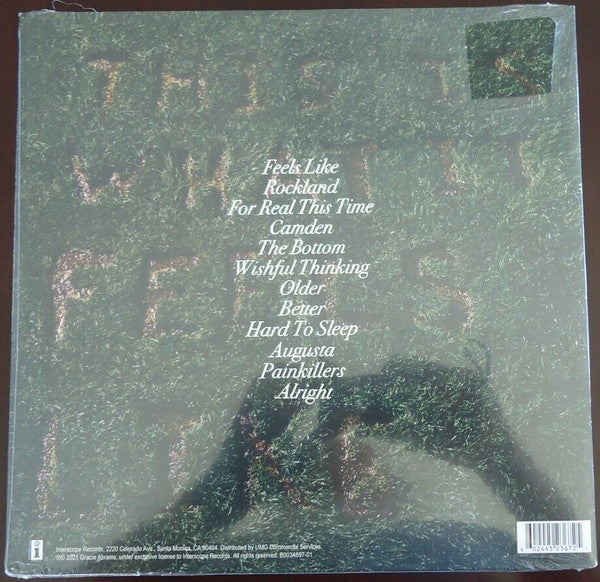 THIS IS
WHAT IT
FEELS
LIKE
Feels Like
Rockland
For Real This Time
Camden
The Bottom
Wishful Thinking
Older
Better
Hard To Sleep
Augusta
Painkillers
Alright
Interscope Records, 2220 Colorado Ave., Santa Monica, CA 90404. Distributed by UMG Commercial Services.
℗© 2021 Gracie Abrams, under exclusive license to Interscope Records. All rights reserved. B0034897-01